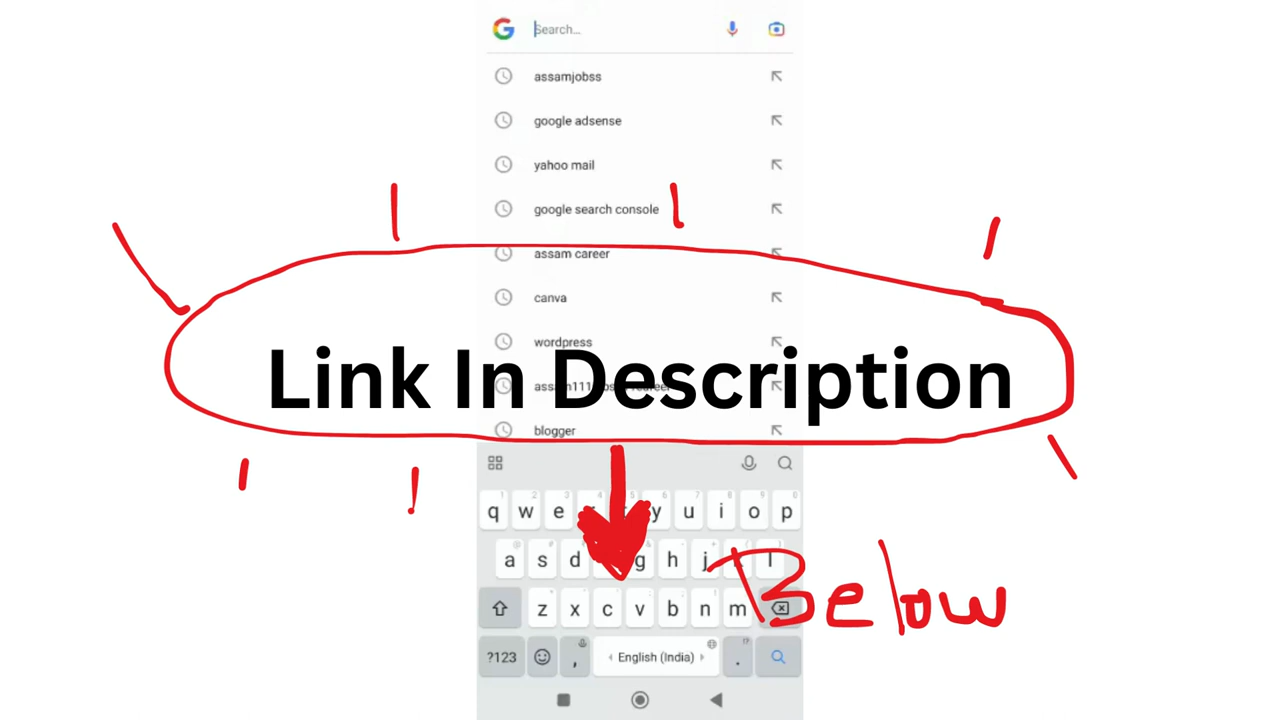 Search...
assamjobss
google adsense
yahoo mail
google search console
assam career
canva
wordpress
Link In Description
blogger
q w e y u i o p
a s d g h j l
z x c v b n m
Below
?123 , English (India) .